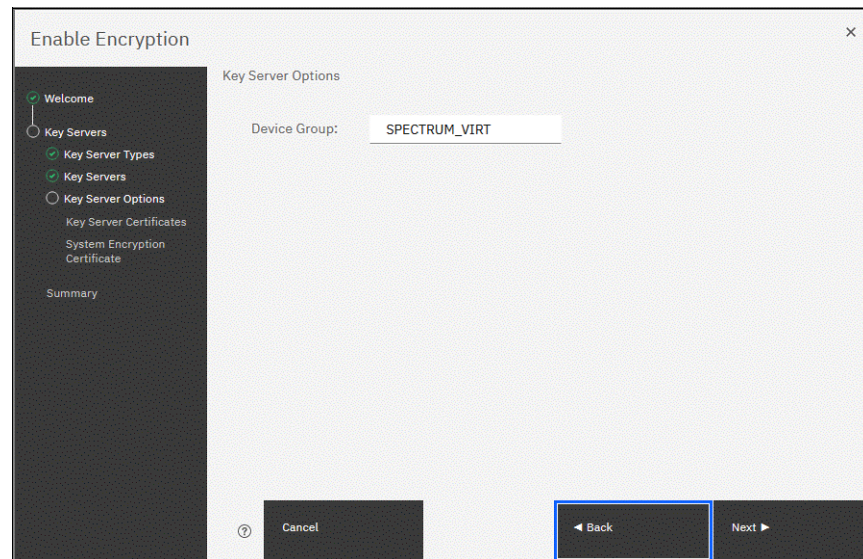 Enable Encryption
×
Welcome
Key Servers
Key Server Types
Key Servers
Key Server Options
Key Server Certificates
System Encryption
Certificate
Summary
Key Server Options
Device Group:
SPECTRUM_VIRT
?
Cancel
◄ Back
Next ►